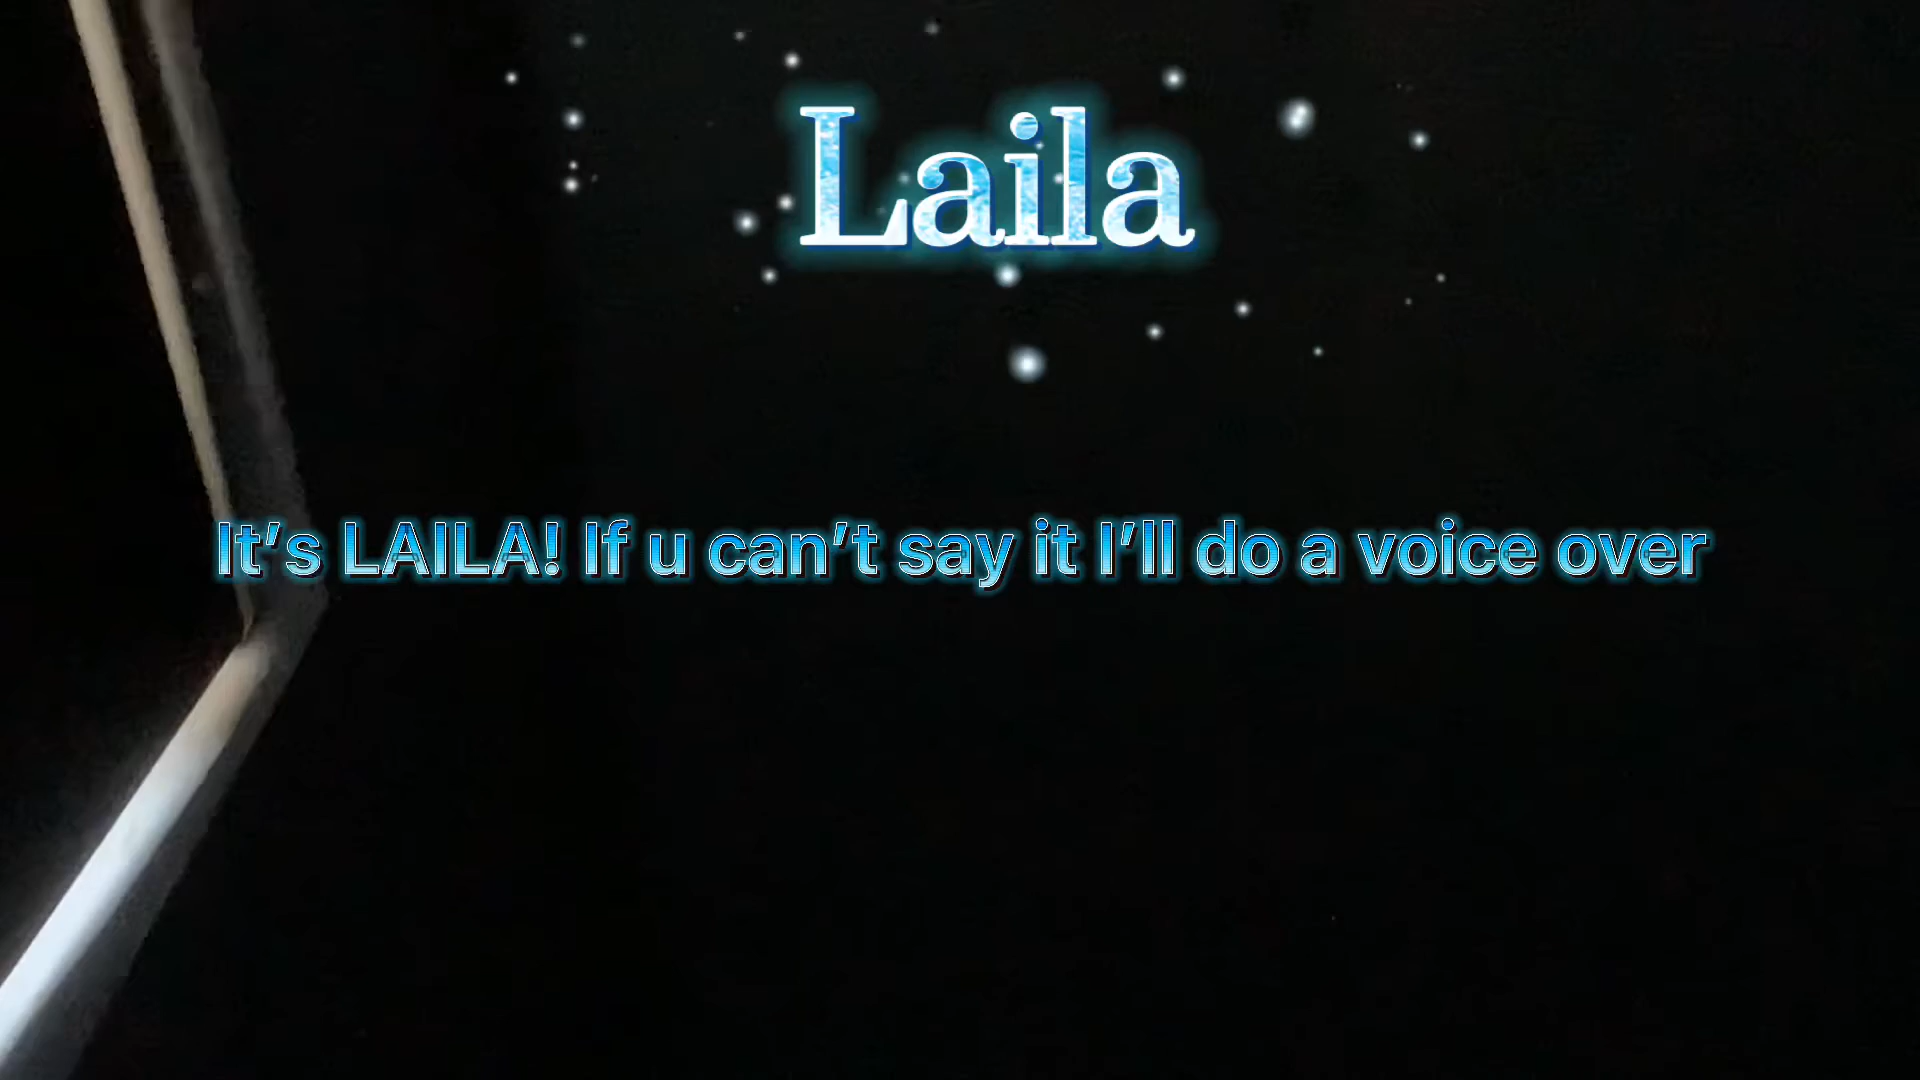 Laila
It’s LAILA! If u can’t say it I’ll do a voice over